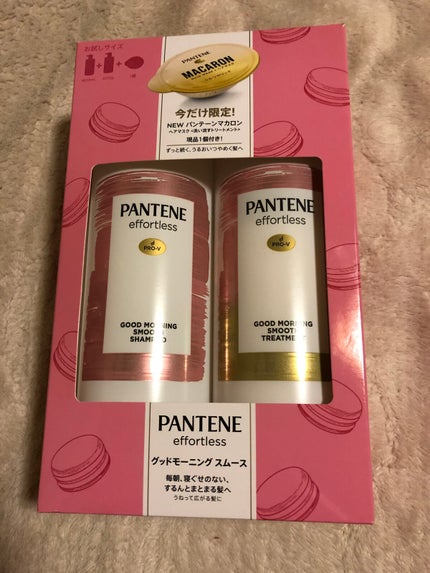 お試しサイズ
PANTENE
MACARON
今だけ限定!
NEW パンテーンマカロン
ヘアマスク <洗い流すトリートメント>
現品1個付き!
ずっと続く、うるおいつやめく髪へ
PANTENE
effortless
PRO-V
GOOD MORNING
SMOOTH
SHAMPOO
PANTENE
effortless
PRO-V
GOOD MORNING
SMOOTH
TREATMENT
PANTENE
effortless
グッドモーニング スムース
毎朝、寝ぐせのない、
するんとまとまる髪へ
うねって広がる髪に